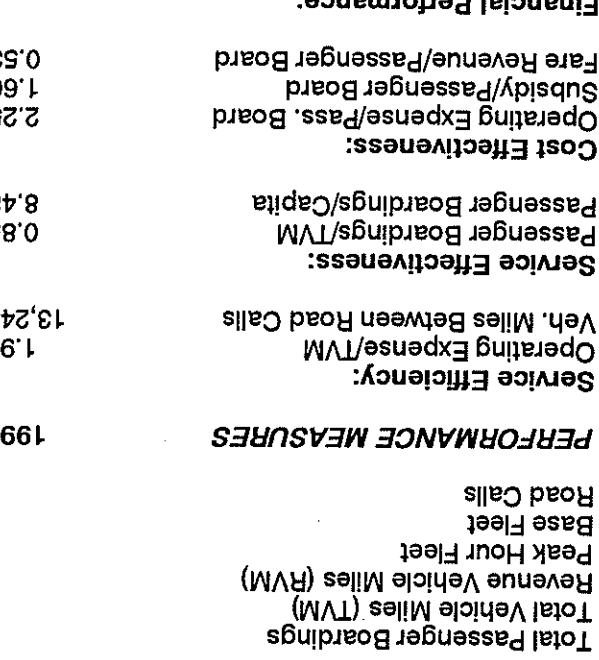 Total Passenger Boardings
Total Vehicle Miles (TVM)
Revenue Vehicle Miles (RVM)
Peak Hour Fleet
Base Fleet
Road Calls
PERFORMANCE MEASURES 199
Service Efficiency:
Operating Expense/TVM 1.9
Veh. Miles Between Road Calls 13,24
Service Effectiveness:
Passenger Boardings/TVM 0.8
Passenger Boardings/Capita 8.4
Cost Effectiveness:
Operating Expense/Pass. Board 2.2
Subsidy/Passenger Board 1.6
Fare Revenue/Passenger Board 0.5
Financial Performance: